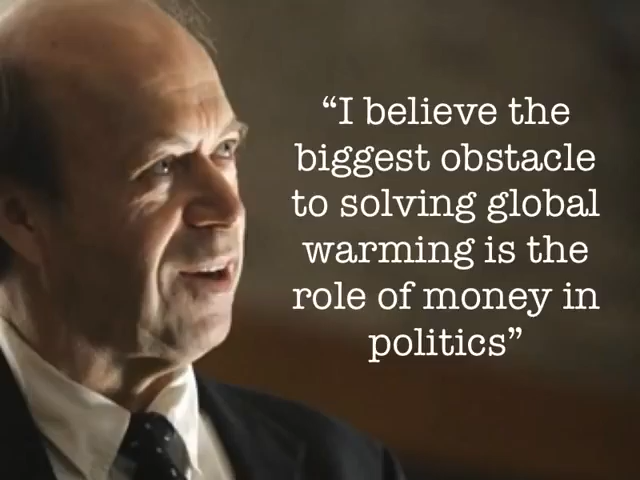 “I believe the
biggest obstacle
to solving global
warming is the
role of money in
politics”